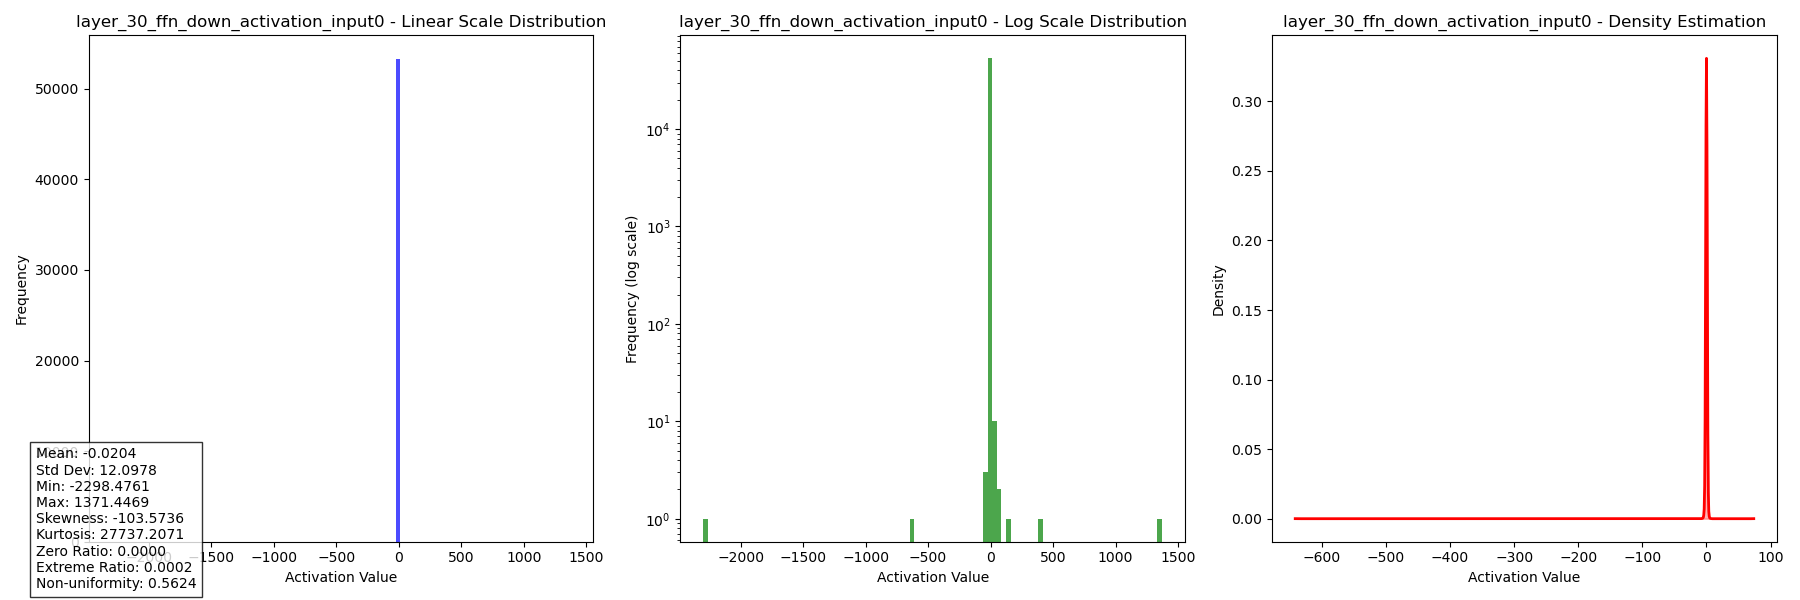 layer_30_ffn_down_activation_input0 - Linear Scale Distribution
50000
40000
30000
20000
Frequency
Mean: -0.0204
Std Dev: 12.0978
Min: -2298.4761
Max: 1371.4469
Skewness: -103.5736
Kurtosis: 27737.2071
Zero Ratio: 0.0000
Extreme Ratio: 0.0002
Non-uniformity: 0.5624
−2000 −1500 −1000 −500 0 500 1000 1500
Activation Value
layer_30_ffn_down_activation_input0 - Log Scale Distribution
10^4
10^3
10^2
10^1
10^0
Frequency (log scale)
−2000 −1500 −1000 −500 0 500 1000 1500
Activation Value
layer_30_ffn_down_activation_input0 - Density Estimation
0.30
0.25
0.20
0.15
0.10
0.05
0.00
Density
−600 −500 −400 −300 −200 −100 0 100
Activation Value